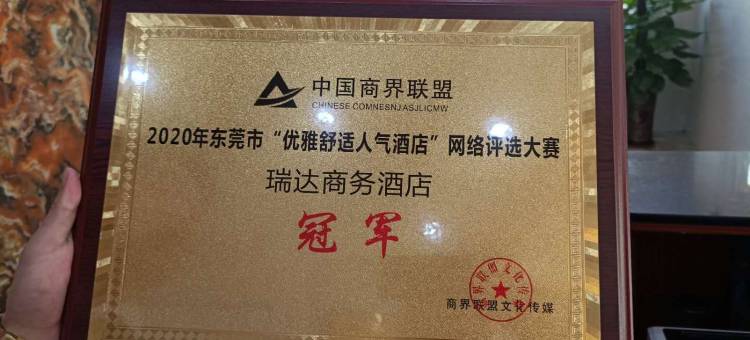 中国商界联盟
CHINESE COMNESNJASJLICMW
2020年东莞市“优雅舒适人气酒店”网络评选大赛
瑞达商务酒店
冠军
商界联盟文化传媒